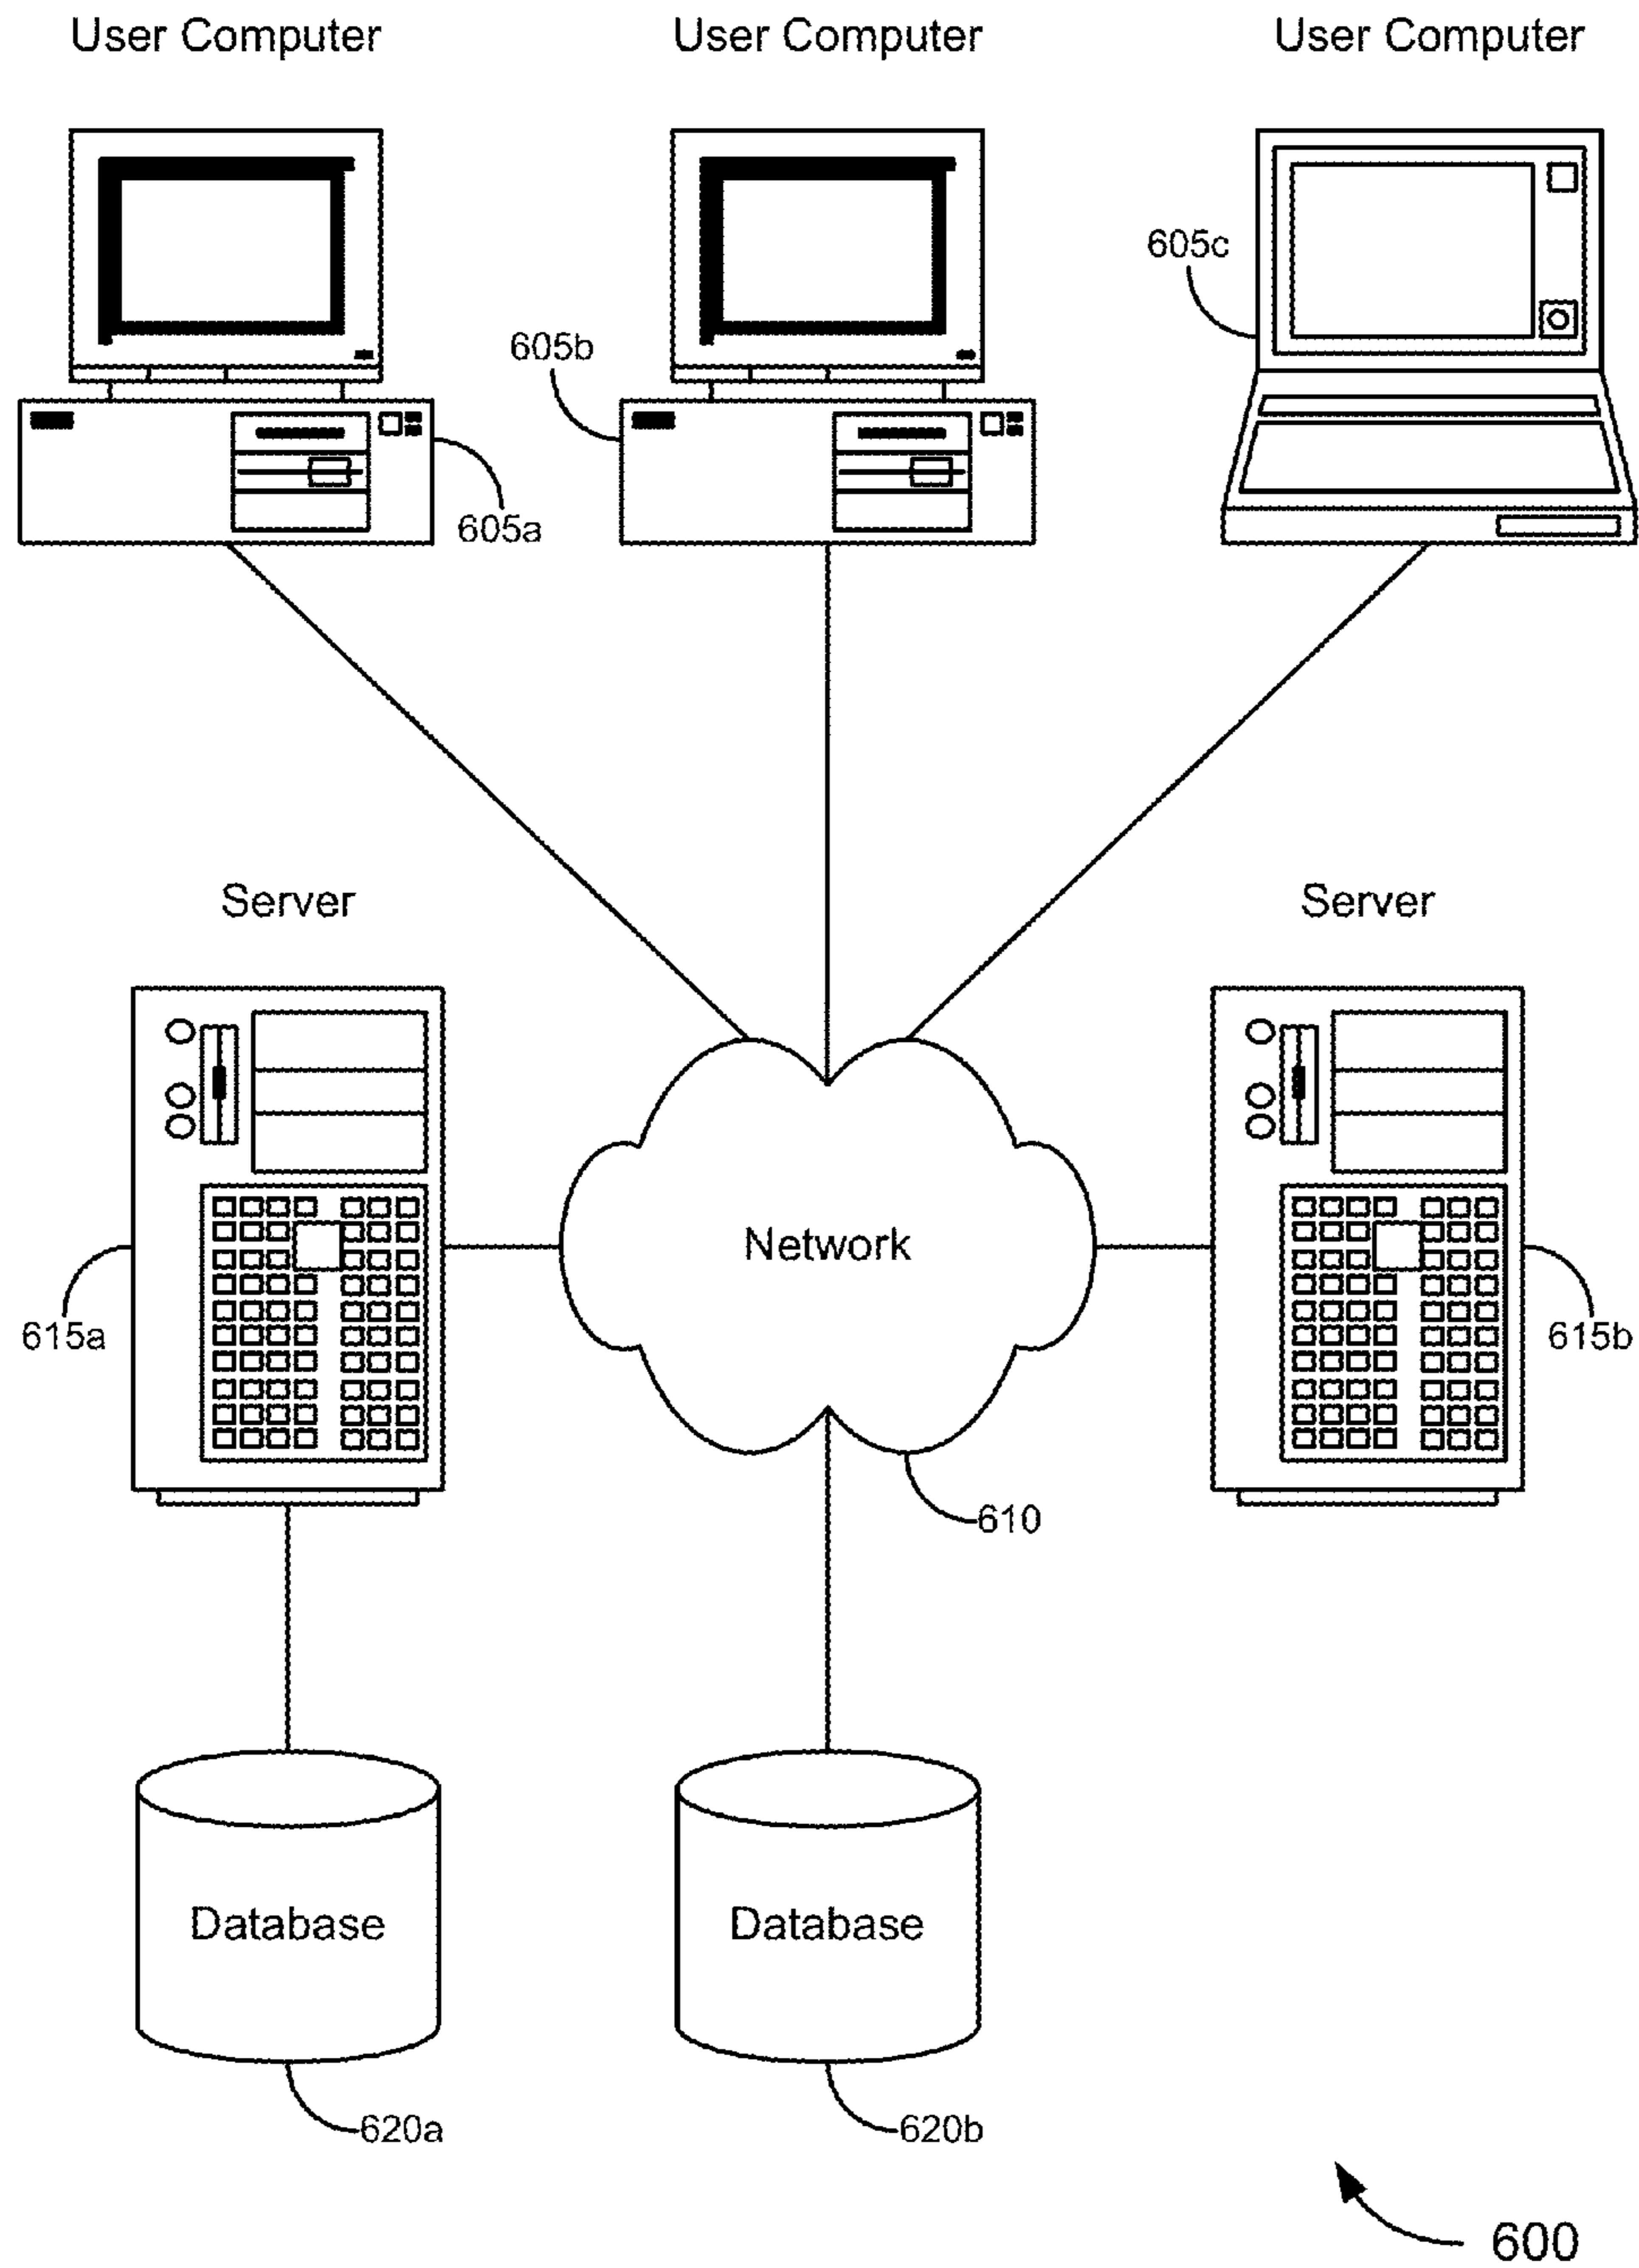 User Computer
User Computer
User Computer
605c
605b
605a
Server
Server
Network
615a
615b
610
Database
Database
620a
620b
600